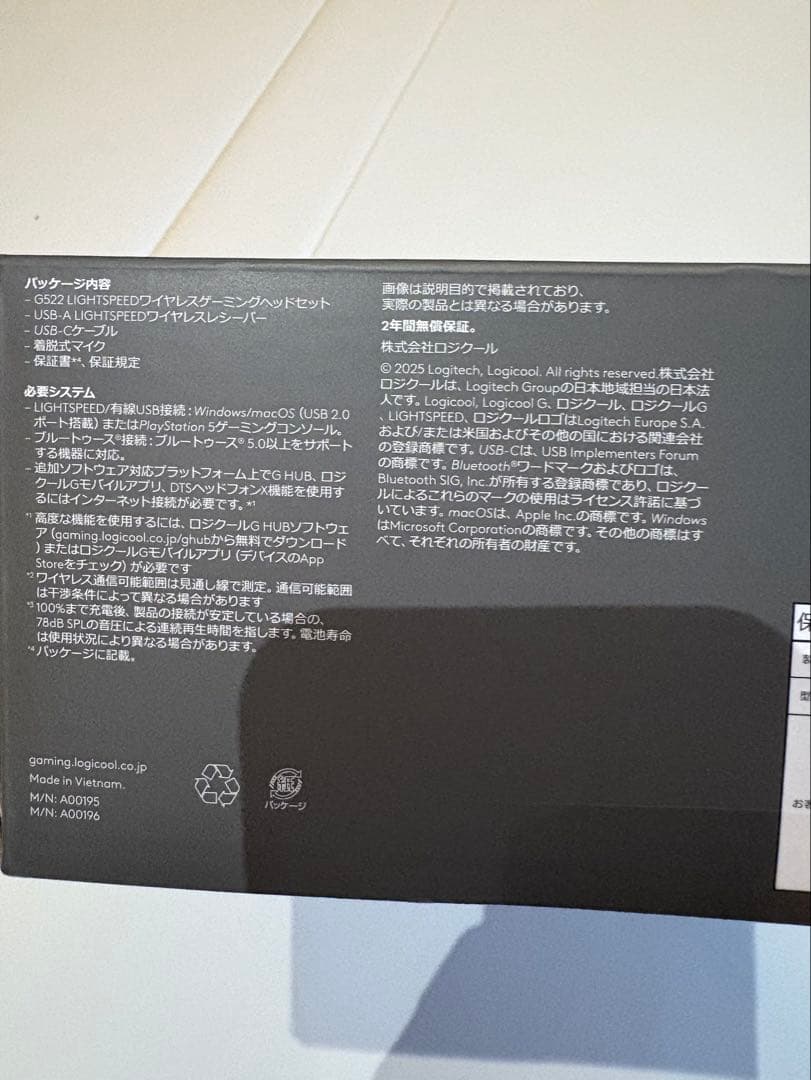 パッケージ内容
- G522 LIGHTSPEEDワイヤレスゲーミングヘッドセット
- USB-A LIGHTSPEEDワイヤレスレシーバー
- USB-Cケーブル
- 着脱式マイク
- 保証書*⁴、保証規定
必要システム
- LIGHTSPEED/有線USB接続：Windows/macOS（USB 2.0
ポート搭載）またはPlayStation 5ゲーミングコンソール。
- ブルートゥース®接続：ブルートゥース® 5.0以上をサポート
する機器に対応。
- 追加ソフトウェア対応プラットフォーム上でG HUB、ロジ
クールGモバイルアプリ、DTSヘッドフォンX機能を使用す
るにはインターネット接続が必要です。*¹
*¹ 高度な機能を使用するには、ロジクールG HUBソフトウェ
ア (gaming.logicool.co.jp/ghubから無料でダウンロード
) またはロジクールGモバイルアプリ (デバイスのApp
Storeをチェック) が必要です
*² ワイヤレス通信可能範囲は見通し線で測定。通信可能範囲
は干渉条件によって異なる場合があります
*³ 100%まで充電後、製品の接続が安定している場合の、
78dB SPLの音圧による連続再生時間を指します。電池寿命
は使用状況により異なる場合があります。
*⁴ パッケージに記載。
gaming.logicool.co.jp
Made in Vietnam.
M/N: A00195
M/N: A00196
パッケージ
画像は説明目的で掲載されており、
実際の製品とは異なる場合があります。
2年間無償保証。
株式会社ロジクール
© 2025 Logitech, Logicool. All rights reserved.株式会社
ロジクールは、Logitech Groupの日本地域担当の日本法
人です。Logicool, Logicool G、ロジクール、ロジクールG
、LIGHTSPEED、ロジクールロゴはLogitech Europe S.A.
および/または米国およびその他の国における関連会社
の登録商標です。USB-Cは、USB Implementers Forum
の商標です。Bluetooth®ワードマークおよびロゴは、
Bluetooth SIG, Inc.が所有する登録商標であり、ロジクー
ルによるこれらのマークの使用はライセンス許諾に基づ
いています。macOSは、Apple Inc.の商標です。Windows
はMicrosoft Corporationの商標です。その他の商標はす
べて、それぞれの所有者の財産です。
保
製
型
お客